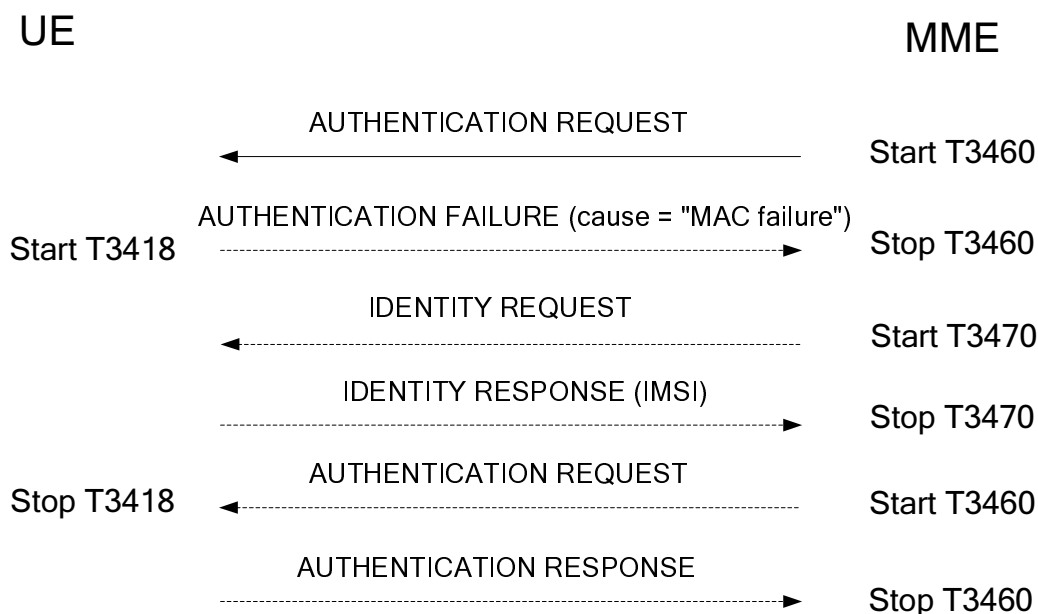 UE
MME
AUTHENTICATION REQUEST
Start T3460
AUTHENTICATION FAILURE (cause = "MAC failure")
Start T3418
Stop T3460
IDENTITY REQUEST
Start T3470
IDENTITY RESPONSE (IMSI)
Stop T3470
AUTHENTICATION REQUEST
Stop T3418
Start T3460
AUTHENTICATION RESPONSE
Stop T3460